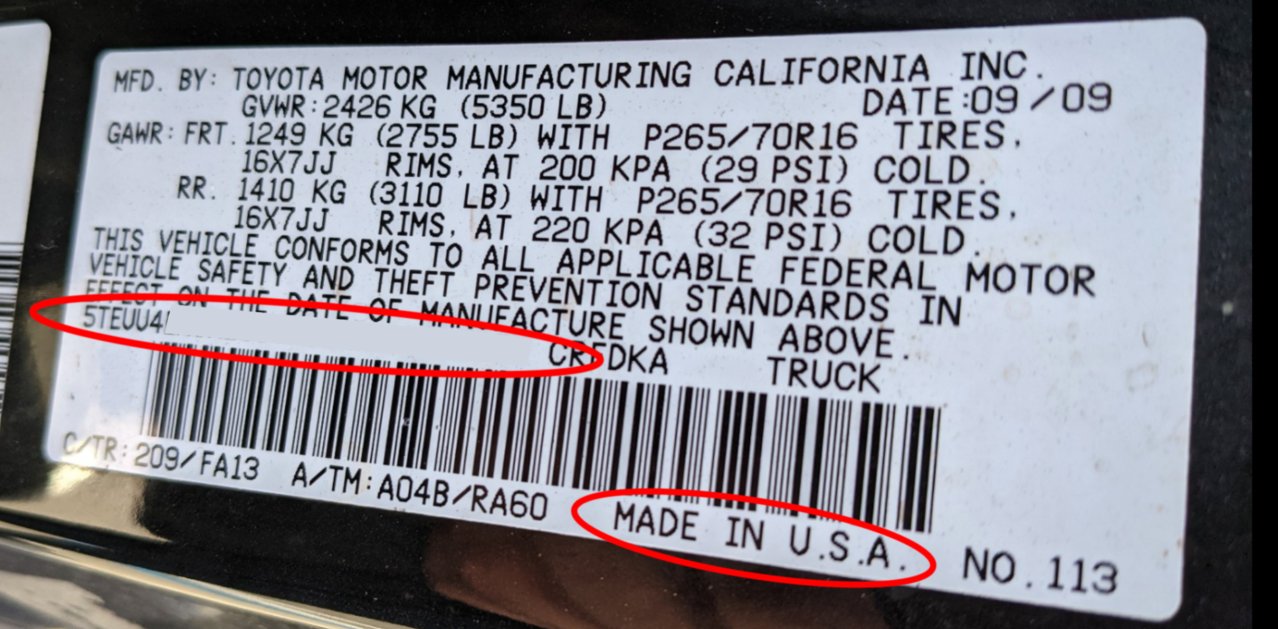 MFD. BY: TOYOTA MOTOR MANUFACTURING CALIFORNIA INC.
GVWR: 2426 KG (5350 LB) DATE:09/09
GAWR: FRT. 1249 KG (2755 LB) WITH P265/70R16 TIRES,
16X7JJ RIMS, AT 200 KPA (29 PSI) COLD.
RR. 1410 KG (3110 LB) WITH P265/70R16 TIRES,
16X7JJ RIMS, AT 220 KPA (32 PSI) COLD.
THIS VEHICLE CONFORMS TO ALL APPLICABLE FEDERAL MOTOR
VEHICLE SAFETY AND THEFT PREVENTION STANDARDS IN
EFFECT ON THE DATE OF MANUFACTURE SHOWN ABOVE.
5TEUU4 CREDKA TRUCK
C/TR: 209/FA13 A/TM: A04B/RA60 MADE IN U.S.A. NO. 113